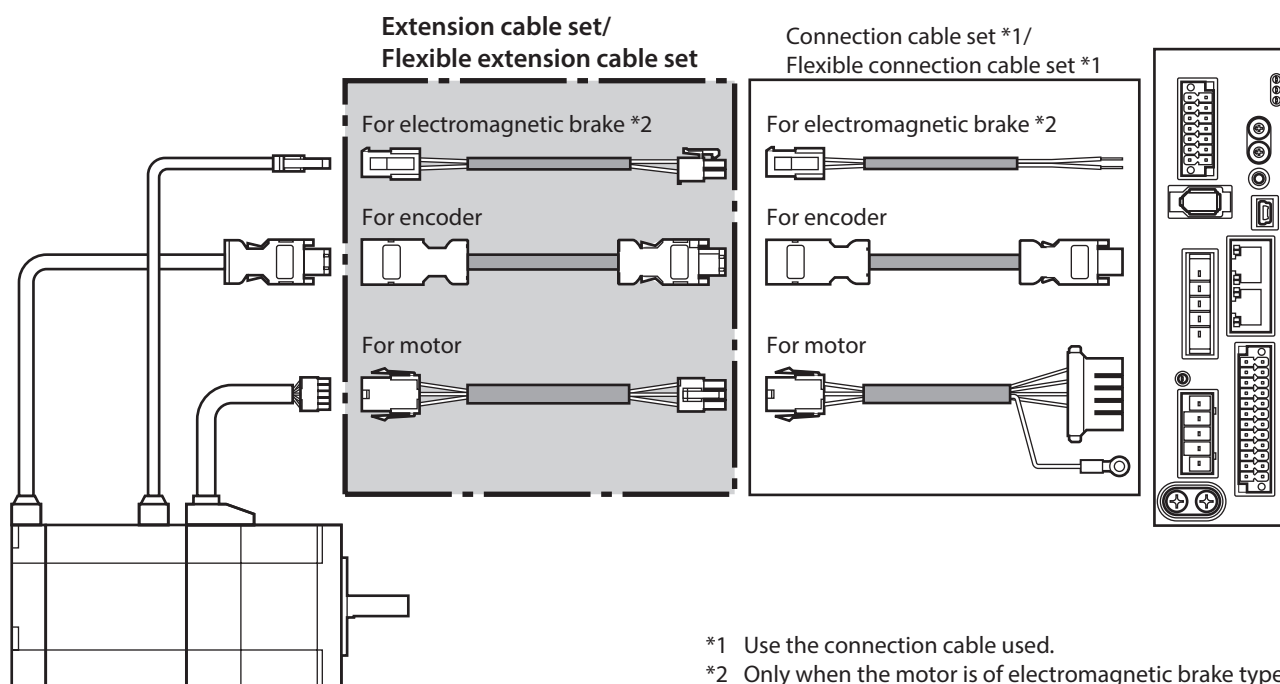 Extension cable set/
Flexible extension cable set
For electromagnetic brake *2
For encoder
For motor
Connection cable set *1/
Flexible connection cable set *1
For electromagnetic brake *2
For encoder
For motor
*1 Use the connection cable used.
*2 Only when the motor is of electromagnetic brake type